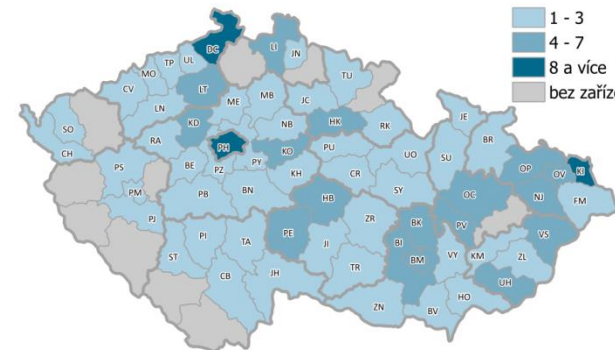 1 - 3
4 - 7
8 a více
bez zaříze
DC
LI
JN
TP
UL
MO
CV
LT
LN
TU
ME
MB
JC
SO
CH
KD
RA
NB
HK
RK
JE
PH
BE
PZ
PY
KO
PU
UO
SU
BR
PS
PM
PJ
PB
BN
KH
CR
SY
OP
OV
KI
NJ
FM
OC
PV
HB
PE
ZR
BK
BI
BM
VS
ST
PI
TA
JI
TR
VY
KM
ZL
CB
JH
ZN
BV
HO
UH